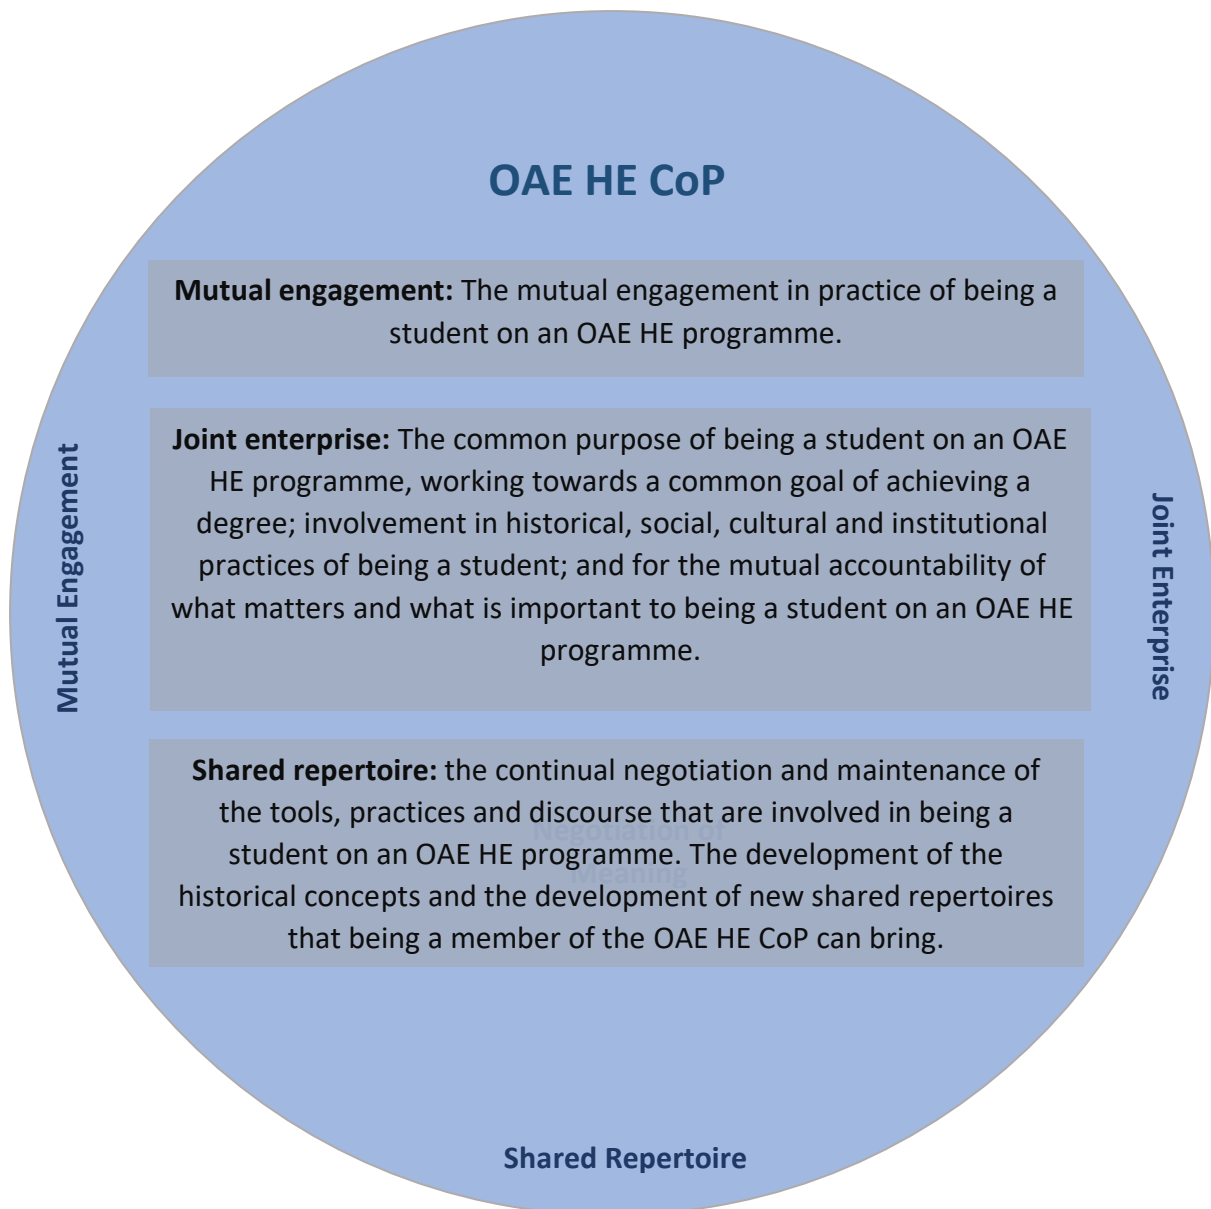 OAE HE CoP
Mutual engagement: The mutual engagement in practice of being a
student on an OAE HE programme.
Joint enterprise: The common purpose of being a student on an OAE
HE programme, working towards a common goal of achieving a
degree; involvement in historical, social, cultural and institutional
practices of being a student; and for the mutual accountability of
what matters and what is important to being a student on an OAE HE
programme.
Mutual Engagement
Joint Enterprise
Shared repertoire: the continual negotiation and maintenance of
the tools, practices and discourse that are involved in being a
student on an OAE HE programme. The development of the
historical concepts and the development of new shared repertoires
that being a member of the OAE HE CoP can bring.
Negotiation of
Meaning
Shared Repertoire